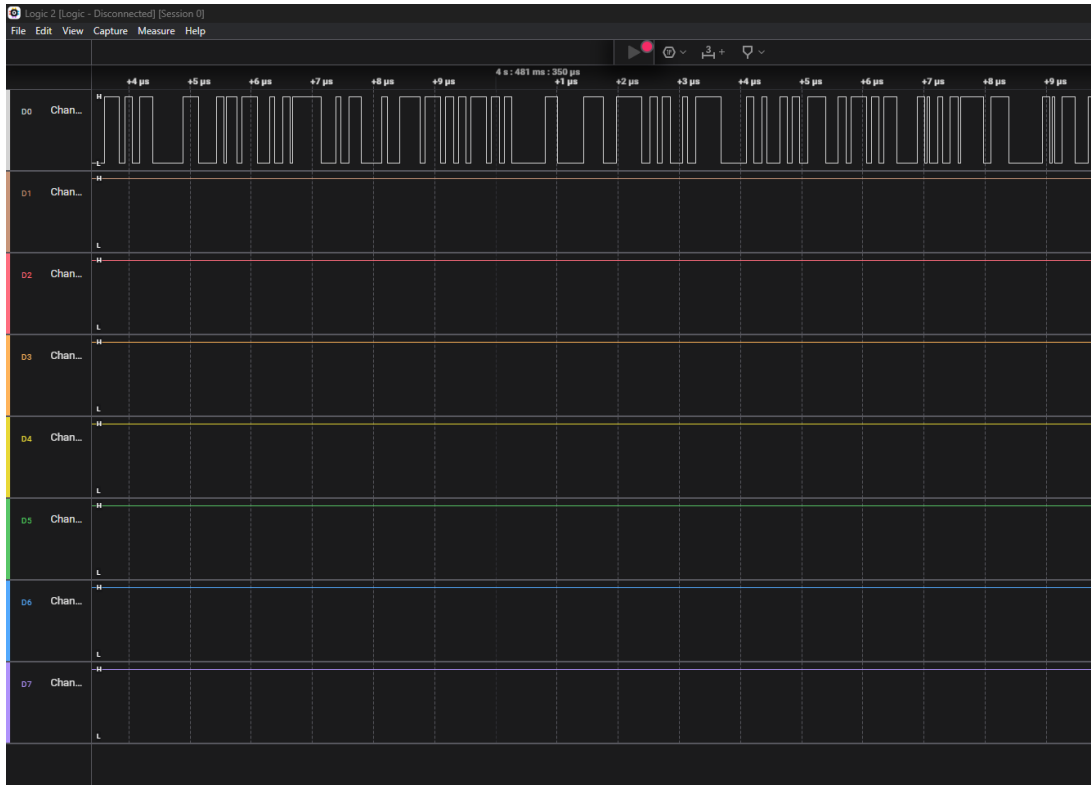 Logic 2 [Logic - Disconnected] [Session 0]
File Edit View Capture Measure Help
3 +
4 s : 481 ms : 350 µs
+4 µs +5 µs +6 µs +7 µs +8 µs +9 µs +1 µs +2 µs +3 µs +4 µs +5 µs +6 µs +7 µs +8 µs +9 µs
H
D0 Chan...
L
H
D1 Chan...
L
H
D2 Chan...
L
H
D3 Chan...
L
H
D4 Chan...
L
H
D5 Chan...
L
H
D6 Chan...
L
H
D7 Chan...
L